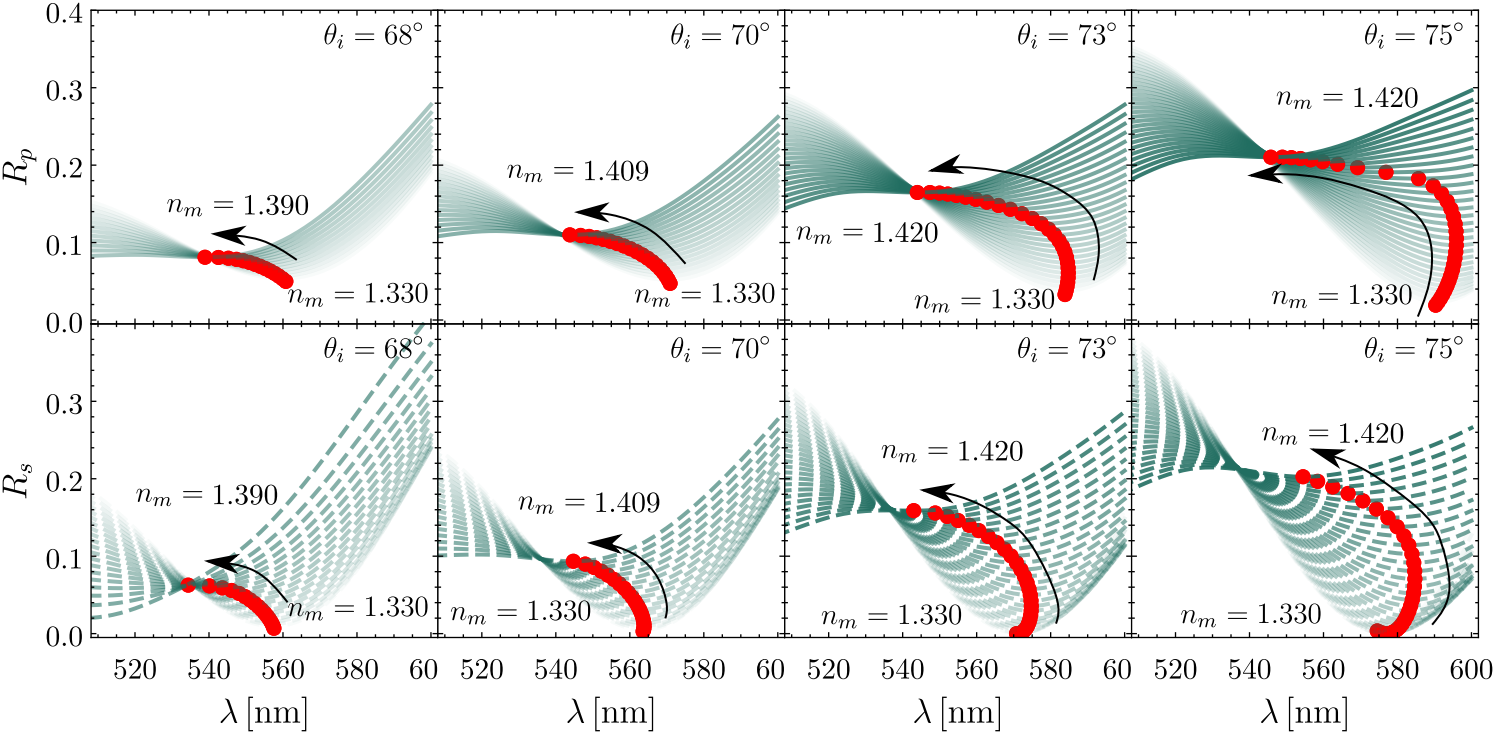 0.4
θᵢ = 68° θᵢ = 70° θᵢ = 73° θᵢ = 75°
0.3
nₘ = 1.420
R_p
0.2
nₘ = 1.390 nₘ = 1.409
nₘ = 1.420
0.1
nₘ = 1.330 nₘ = 1.330 nₘ = 1.330 nₘ = 1.330
0.0
θᵢ = 68° θᵢ = 70° θᵢ = 73° θᵢ = 75°
0.3
nₘ = 1.420 nₘ = 1.420
R_s
0.2
nₘ = 1.390 nₘ = 1.409
0.1
nₘ = 1.330 nₘ = 1.330 nₘ = 1.330 nₘ = 1.330
0.0
520 540 560 580 60 520 540 560 580 60 520 540 560 580 60 520 540 560 580 600
λ [nm] λ [nm] λ [nm] λ [nm]